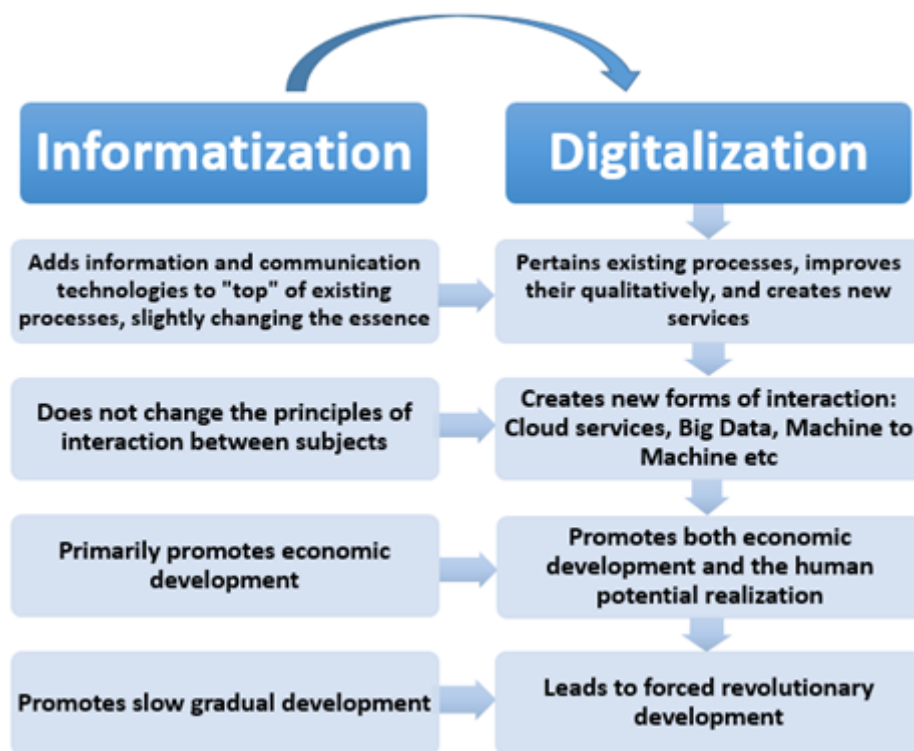 Informatization
Digitalization
Adds information and communication
technologies to "top" of existing
processes, slightly changing the essence
Pertains existing processes, improves
their qualitatively, and creates new
services
Does not change the principles of
interaction between subjects
Creates new forms of interaction:
Cloud services, Big Data, Machine to
Machine etc
Primarily promotes economic
development
Promotes both economic
development and the human
potential realization
Promotes slow gradual development
Leads to forced revolutionary
development